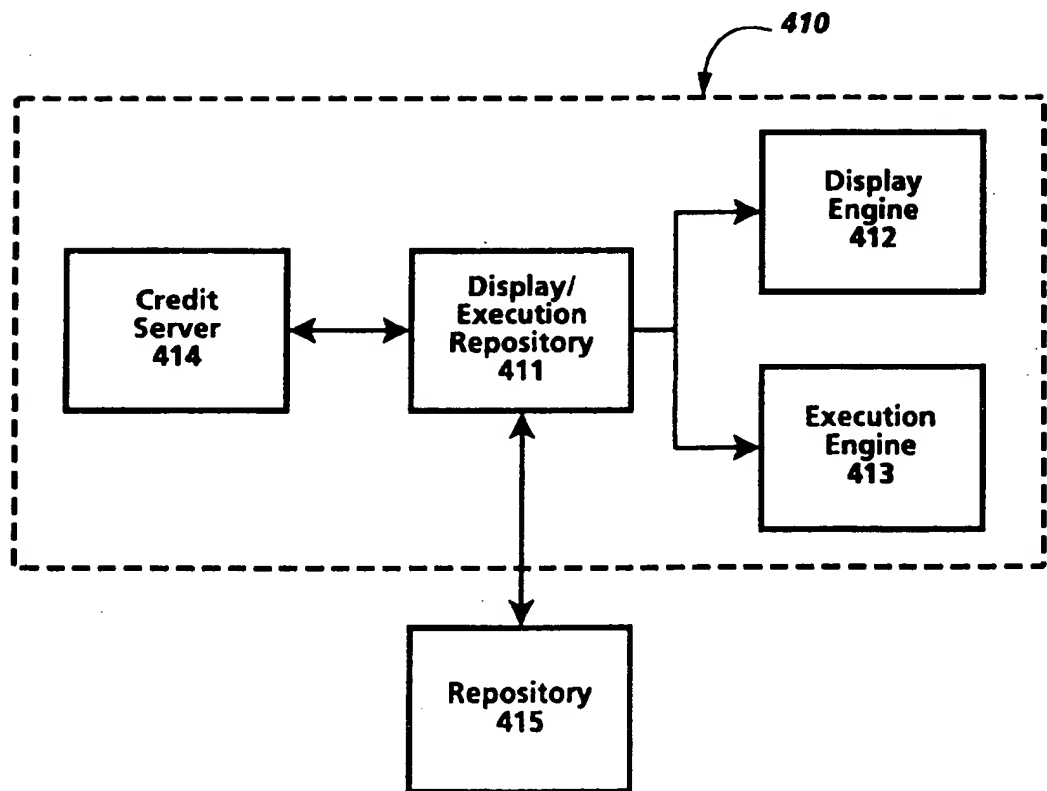 410
Display
Engine
412
Credit
Server
414
Display/
Execution
Repository
411
Execution
Engine
413
Repository
415